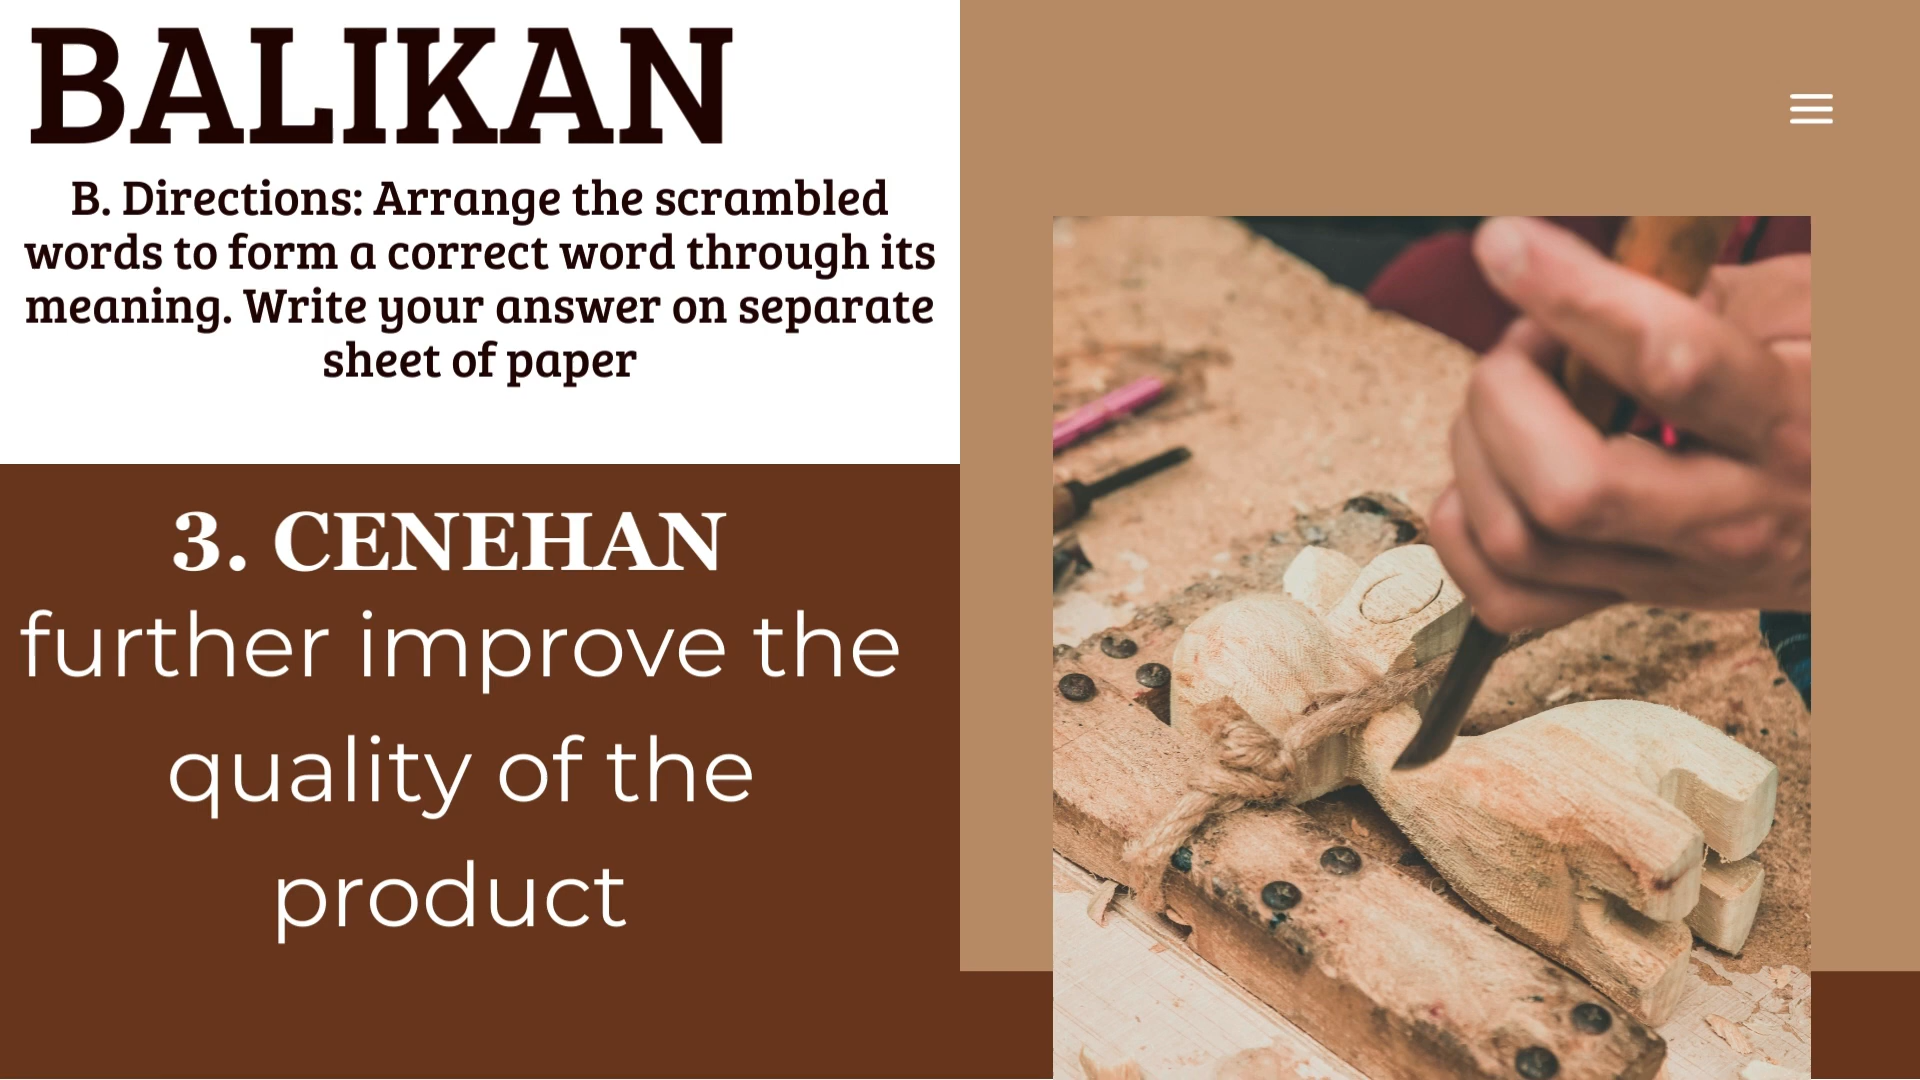 BALIKAN
B. Directions: Arrange the scrambled
words to form a correct word through its
meaning. Write your answer on separate
sheet of paper
3. CENEHAN
further improve the
quality of the
product